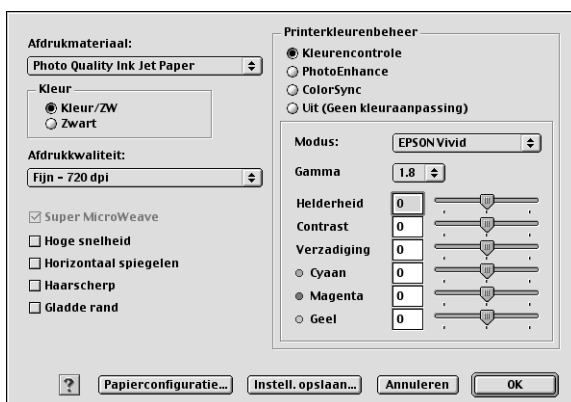 Afdrukmateriaal:
Photo Quality Ink Jet Paper
Kleur
Kleur/ZW
Zwart
Afdrukkwaliteit:
Fijn - 720 dpi
Super MicroWeave
Hoge snelheid
Horizontaal spiegelen
Haarscherp
Gladde rand
Printerkleurenbeheer
Kleurencontrole
PhotoEnhance
ColorSync
Uit (Geen kleuraanpassing)
Modus: EPSON Vivid
Gamma 1.8
Helderheid 0
Contrast 0
Verzadiging 0
Cyaan 0
Magenta 0
Geel 0
? Papierconfiguratie... Instell. opslaan... Annuleren OK